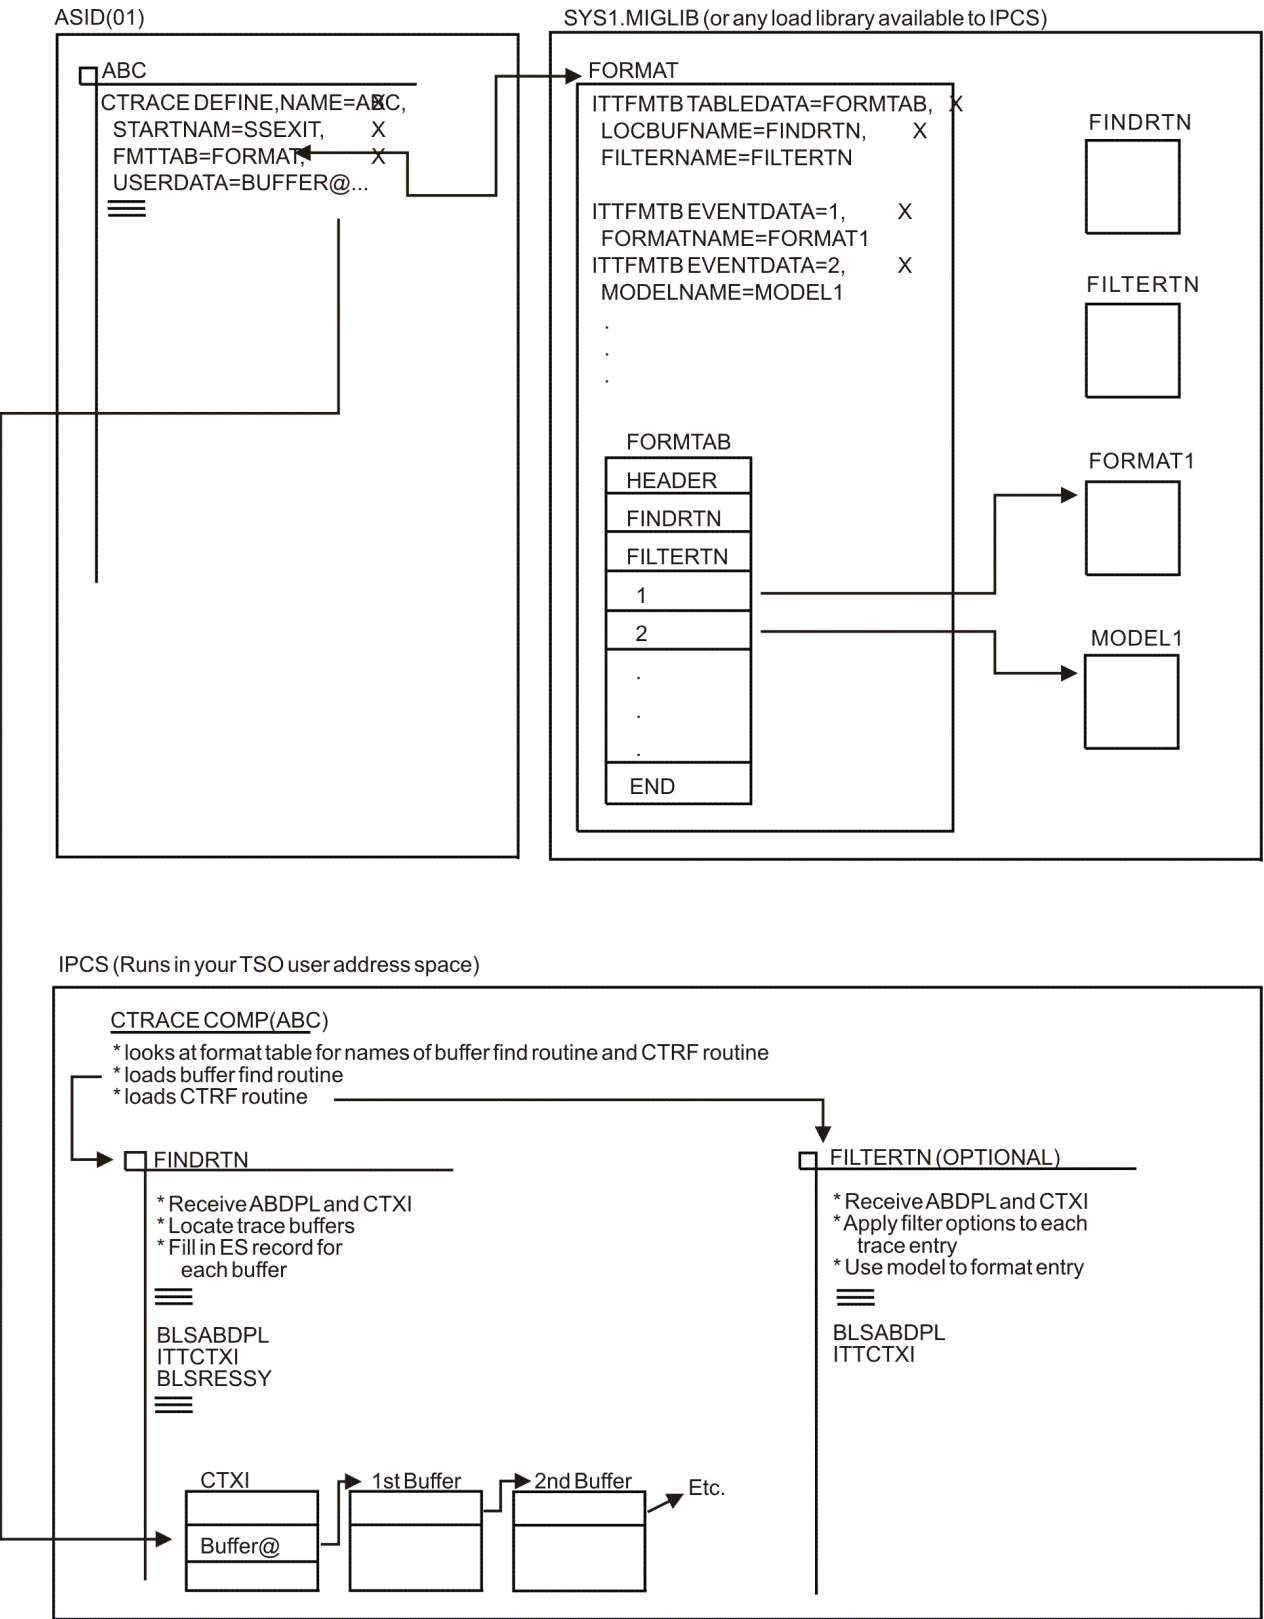 ASID(01)
ABC
CTRACE DEFINE,NAME=ABC, X
STARTNAM=SSEXIT, X
FMTTAB=FORMAT, X
USERDATA=BUFFER@...
SYS1.MIGLIB (or any load library available to IPCS)
FORMAT
ITTFMTB TABLEDATA=FORMTAB, X
LOCBUFNAME=FINDRTN, X
FILTERNAME=FILTERTN
ITTFMTB EVENTDATA=1, X
FORMATNAME=FORMAT1
ITTFMTB EVENTDATA=2, X
MODELNAME=MODEL1
.
.
.
FORMTAB
HEADER
FINDRTN
FILTERTN
1
2
.
.
.
END
FINDRTN
FILTERTN
FORMAT1
MODEL1
IPCS (Runs in your TSO user address space)
CTRACE COMP(ABC)
* looks at format table for names of buffer find routine and CTRF routine
* loads buffer find routine
* loads CTRF routine
FINDRTN
* Receive ABDPL and CTXI
* Locate trace buffers
* Fill in ES record for
each buffer
BLSABDPL
ITTCTXI
BLSRESSY
FILTERTN (OPTIONAL)
* Receive ABDPL and CTXI
* Apply filter options to each
trace entry
* Use model to format entry
BLSABDPL
ITTCTXI
CTXI
Buffer@
1st Buffer
2nd Buffer
Etc.